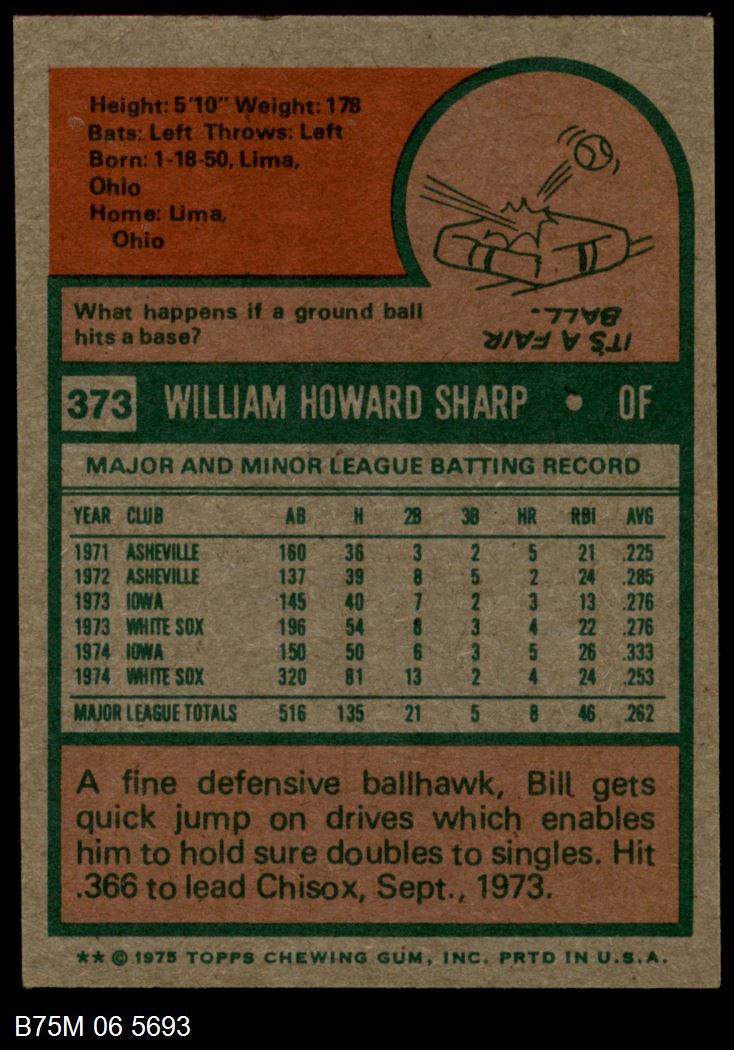 Height: 5'10" Weight: 178
Bats: Left Throws: Left
Born: 1-18-50, Lima,
Ohio
Home: Lima,
Ohio
What happens if a ground ball
hits a base?
IT'S A FAIR
BALL.
373 WILLIAM HOWARD SHARP • OF
MAJOR AND MINOR LEAGUE BATTING RECORD
YEAR CLUB AB H 2B 3B HR RBI AVG
1971 ASHEVILLE 160 36 3 2 5 21 .225
1972 ASHEVILLE 137 39 8 5 2 24 .285
1973 IOWA 145 40 7 2 3 13 .276
1973 WHITE SOX 196 54 8 3 4 22 .276
1974 IOWA 150 50 6 3 5 26 .333
1974 WHITE SOX 320 81 13 2 4 24 .253
MAJOR LEAGUE TOTALS 516 135 21 5 8 46 .262
A fine defensive ballhawk, Bill gets
quick jump on drives which enables
him to hold sure doubles to singles. Hit
.366 to lead Chisox, Sept., 1973.
** © 1975 TOPPS CHEWING GUM, INC. PRTD IN U.S.A.
B75M 06 5693